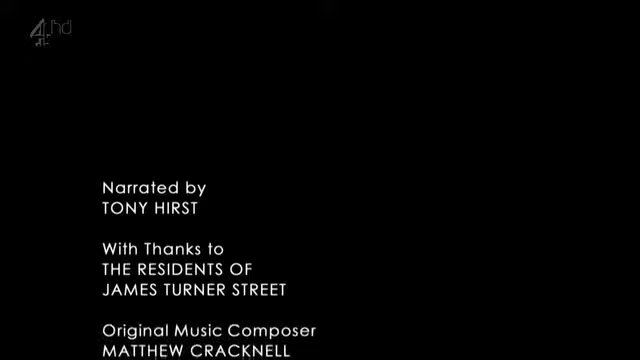 4hd
Narrated by
TONY HIRST
With Thanks to
THE RESIDENTS OF
JAMES TURNER STREET
Original Music Composer
MATTHEW CRACKNELL